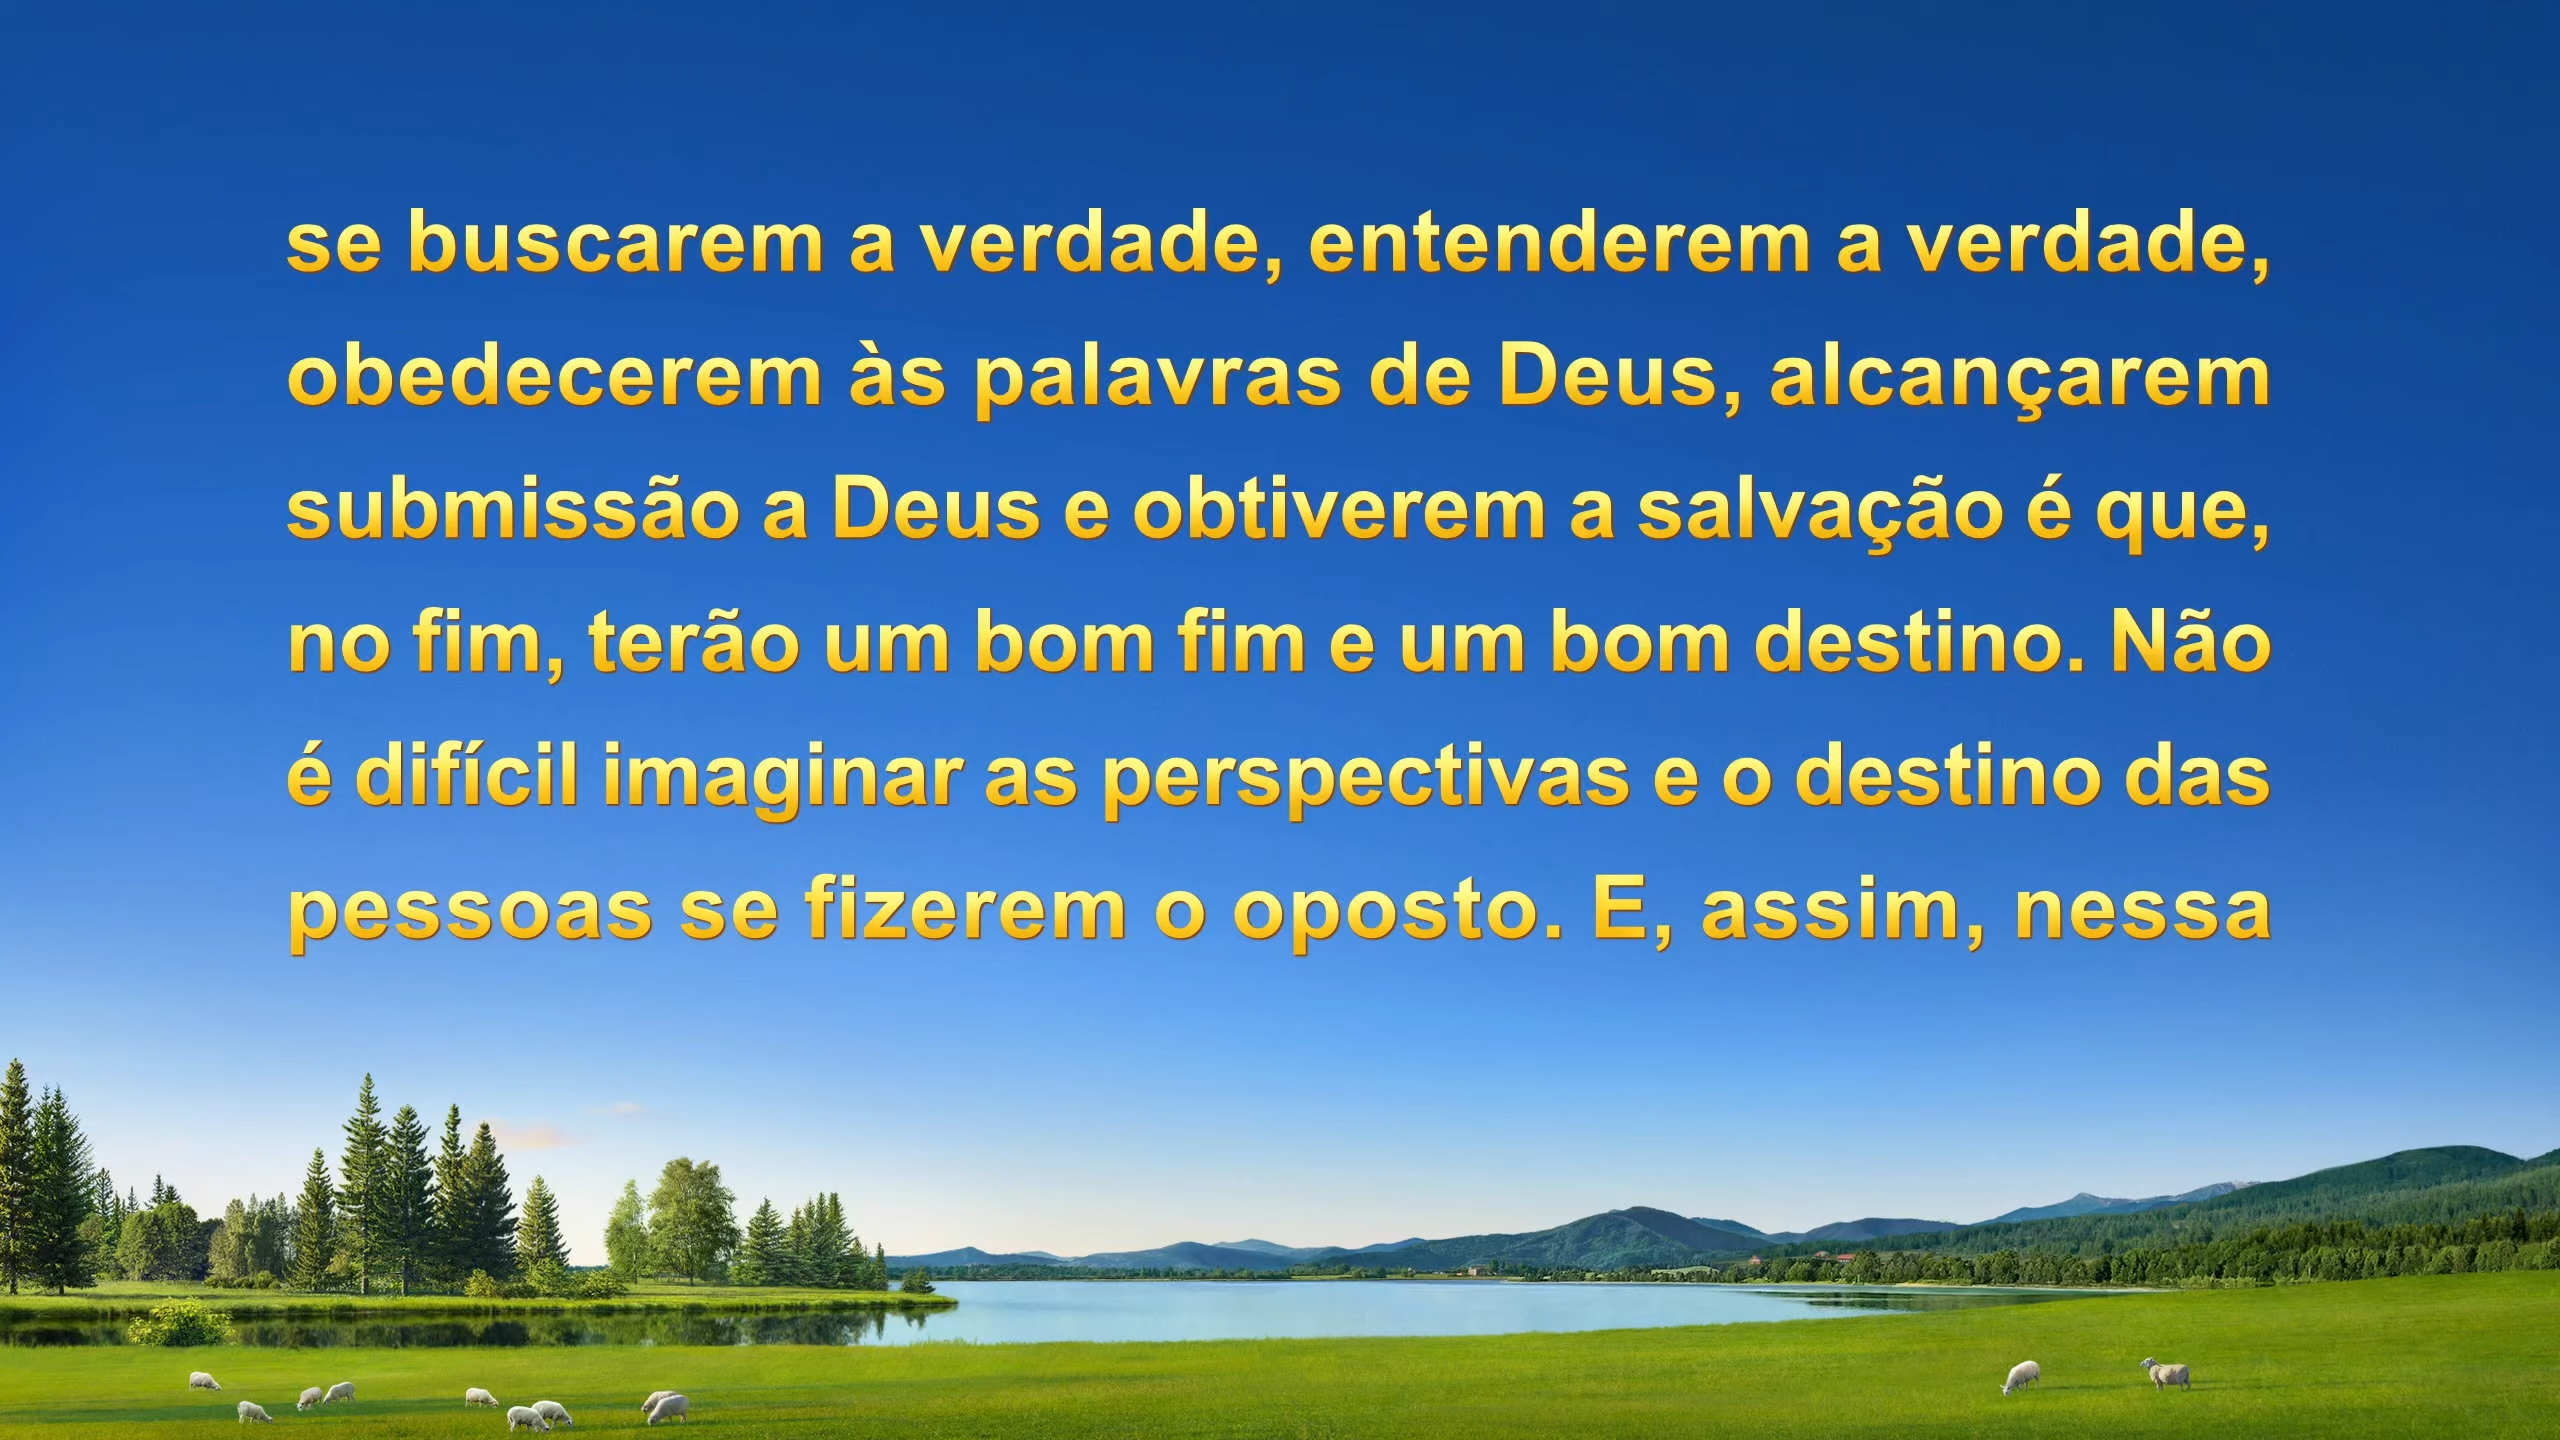 se buscarem a verdade, entenderem a verdade,
obedecerem às palavras de Deus, alcançarem
submissão a Deus e obtiverem a salvação é que,
no fim, terão um bom fim e um bom destino. Não
é difícil imaginar as perspectivas e o destino das
pessoas se fizerem o oposto. E, assim, nessa